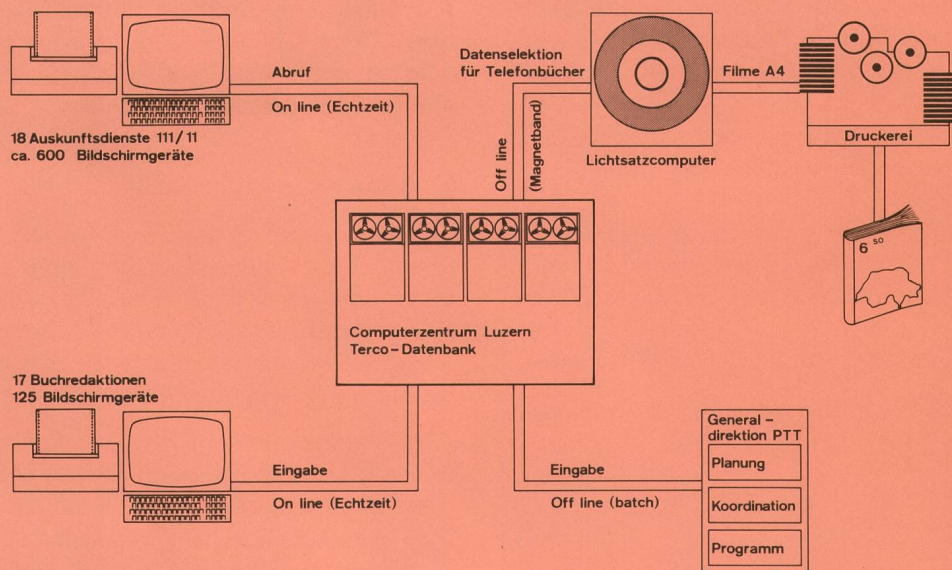 Abruf
On line (Echtzeit)
18 Auskunftsdienste 111/11
ca. 600 Bildschirmgeräte
Datenselektion
für Telefonbücher
Off line
(Magnetband)
Lichtsatzcomputer
Filme A4
Druckerei
6 SO
Computerzentrum Luzern
Terco-Datenbank
17 Buchredaktionen
125 Bildschirmgeräte
Eingabe
On line (Echtzeit)
Eingabe
Off line (batch)
General-
direktion PTT
Planung
Koordination
Programm